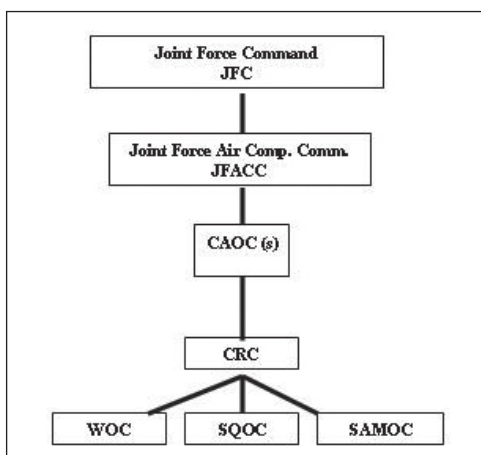 Joint Force Command
JFC
Joint Force Air Comp. Comm.
JFACC
CAOC (s)
CRC
WOC
SQOC
SAMOC